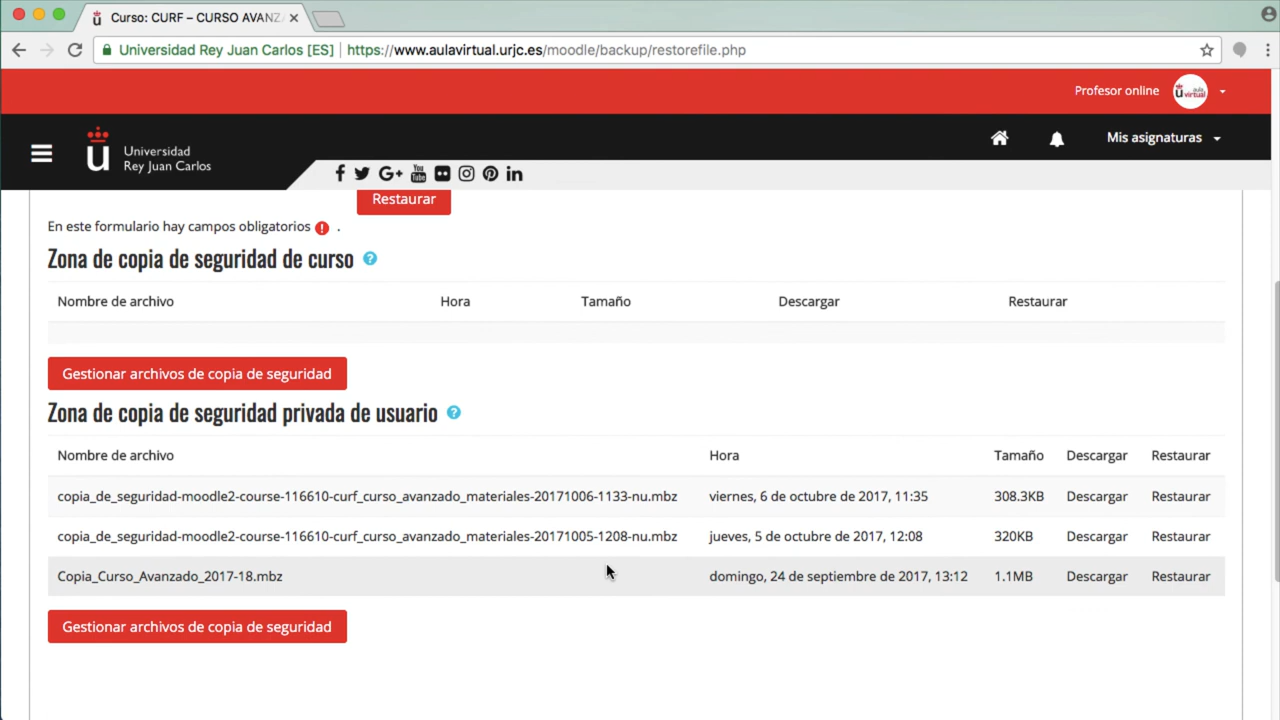 Curso: CURF – CURSO AVANZ
Universidad Rey Juan Carlos [ES] https://www.aulavirtual.urjc.es/moodle/backup/restorefile.php
Profesor online
ü aula virtual
ü Universidad
Rey Juan Carlos
Mis asignaturas
f G+ You Tube in
Restaurar
En este formulario hay campos obligatorios ! .
Zona de copia de seguridad de curso ?
Nombre de archivo Hora Tamaño Descargar Restaurar
Gestionar archivos de copia de seguridad
Zona de copia de seguridad privada de usuario ?
Nombre de archivo Hora Tamaño Descargar Restaurar
copia_de_seguridad-moodle2-course-116610-curf_curso_avanzado_materiales-20171006-1133-nu.mbz viernes, 6 de octubre de 2017, 11:35 308.3KB Descargar Restaurar
copia_de_seguridad-moodle2-course-116610-curf_curso_avanzado_materiales-20171005-1208-nu.mbz jueves, 5 de octubre de 2017, 12:08 320KB Descargar Restaurar
Copia_Curso_Avanzado_2017-18.mbz domingo, 24 de septiembre de 2017, 13:12 1.1MB Descargar Restaurar
Gestionar archivos de copia de seguridad